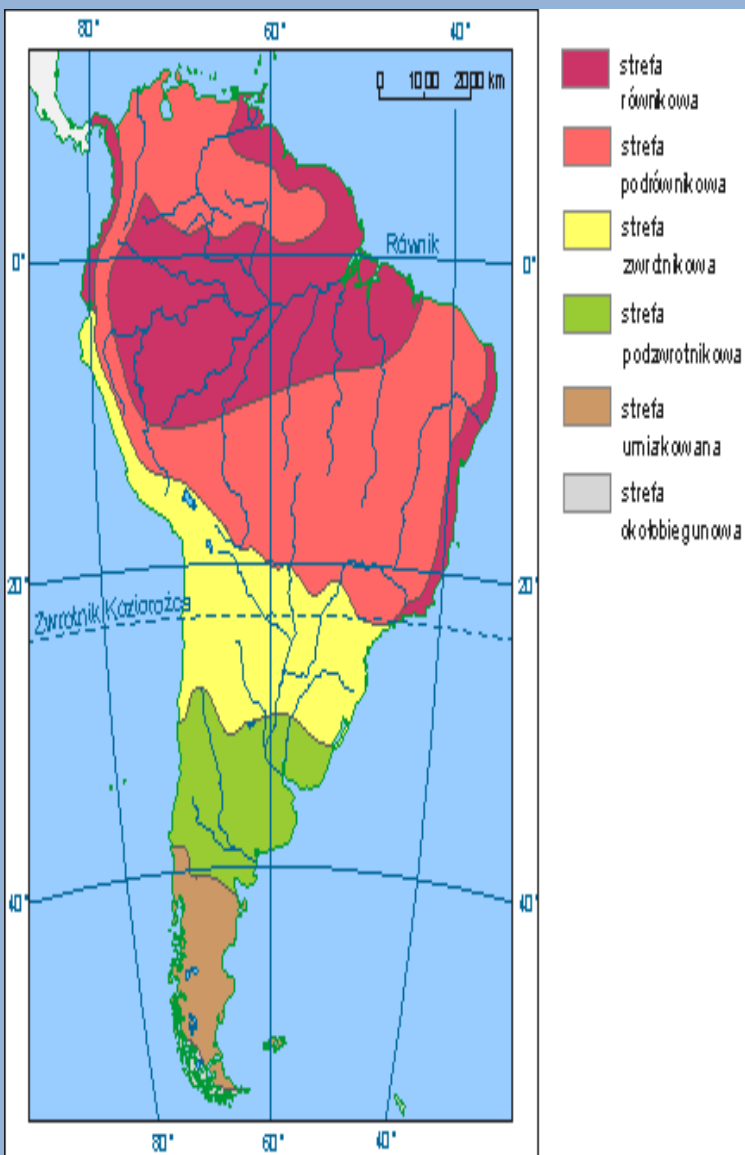 80° 60° 40°
0 1000 2000 km
Równik
0° 0°
20° 20°
Zwrotnik Koziorożca
40° 40°
80° 60° 40°
strefa
równikowa
strefa
podrównikowa
strefa
zwrotnikowa
strefa
podzwrotnikowa
strefa
umiarkowana
strefa
okołobiegunowa